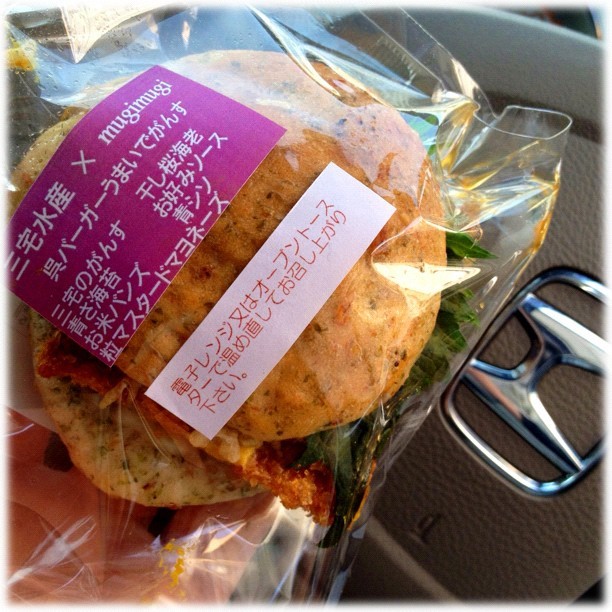 三宅水産 × mugimugi
呉バーガーうまいでがんす
三宅のがんす
青さ海苔
お米バンズ
粒マスタードマヨネーズ
干し桜海老
お好みソース
青シソ
電子レンジ又はオーブントース
ターで温め直してお召し上がり
下さい。